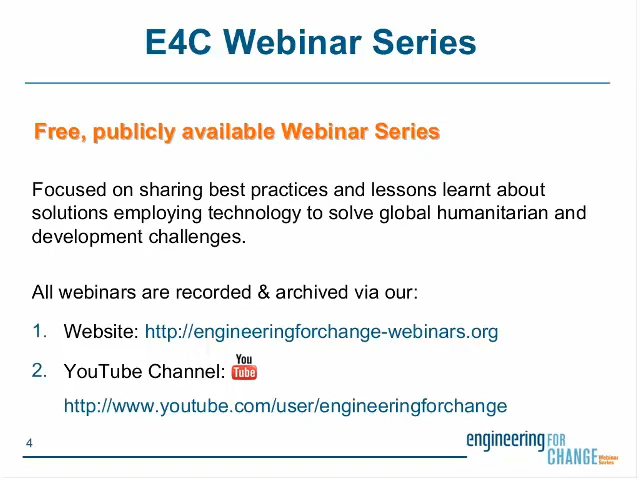 E4C Webinar Series
Free, publicly available Webinar Series
Focused on sharing best practices and lessons learnt about
solutions employing technology to solve global humanitarian and
development challenges.
All webinars are recorded & archived via our:
1. Website: http://engineeringforchange-webinars.org
2. YouTube Channel: You Tube
http://www.youtube.com/user/engineeringforchange
4
engineering FOR
CHANGE Webinar
Series